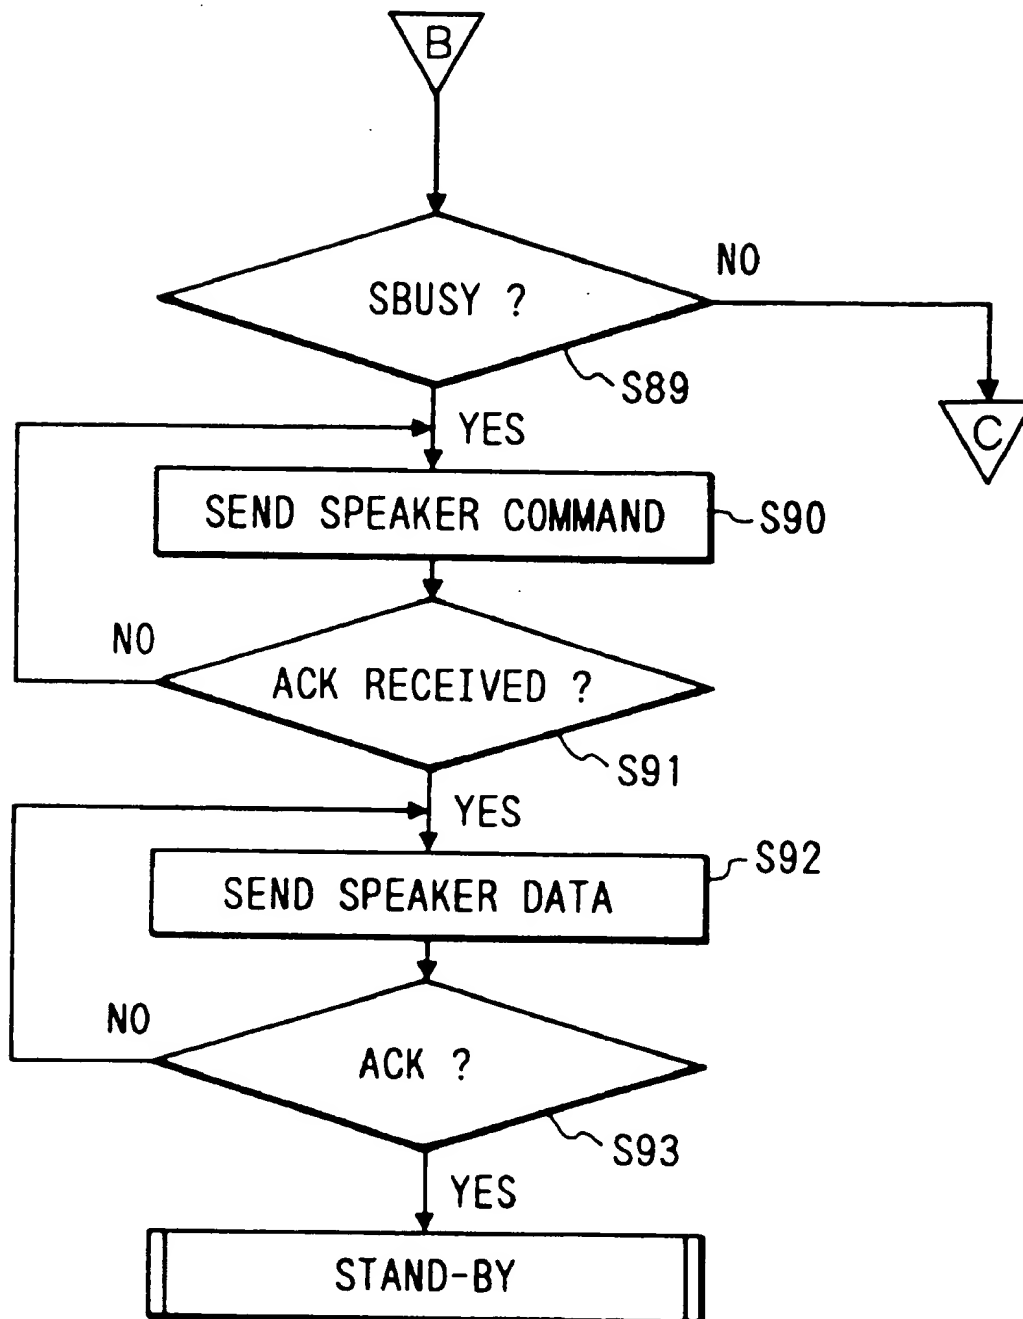 B
SBUSY ?
NO
S89
C
YES
SEND SPEAKER COMMAND
S90
ACK RECEIVED ?
NO
S91
YES
SEND SPEAKER DATA
S92
ACK ?
NO
S93
YES
STAND-BY